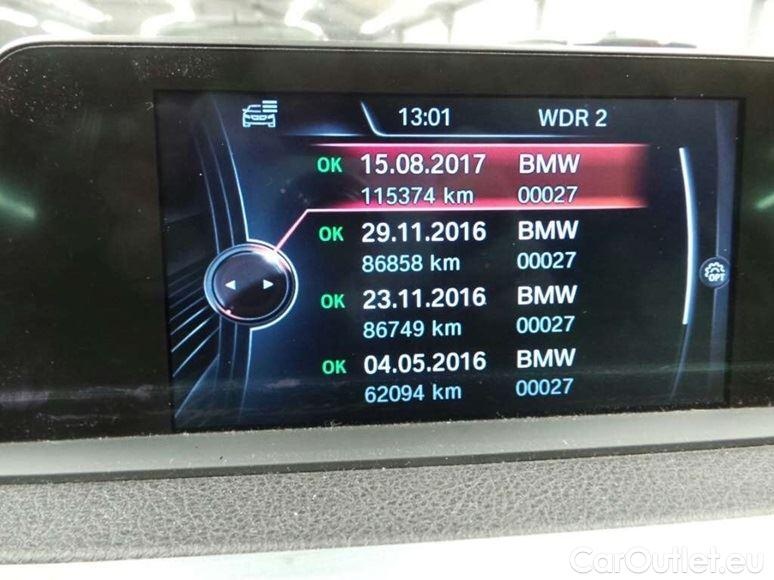 13:01 WDR 2
OK 15.08.2017 BMW
115374 km 00027
OK 29.11.2016 BMW
86858 km 00027
OK 23.11.2016 BMW
86749 km 00027
OK 04.05.2016 BMW
62094 km 00027
OPT
CarOutlet.eu